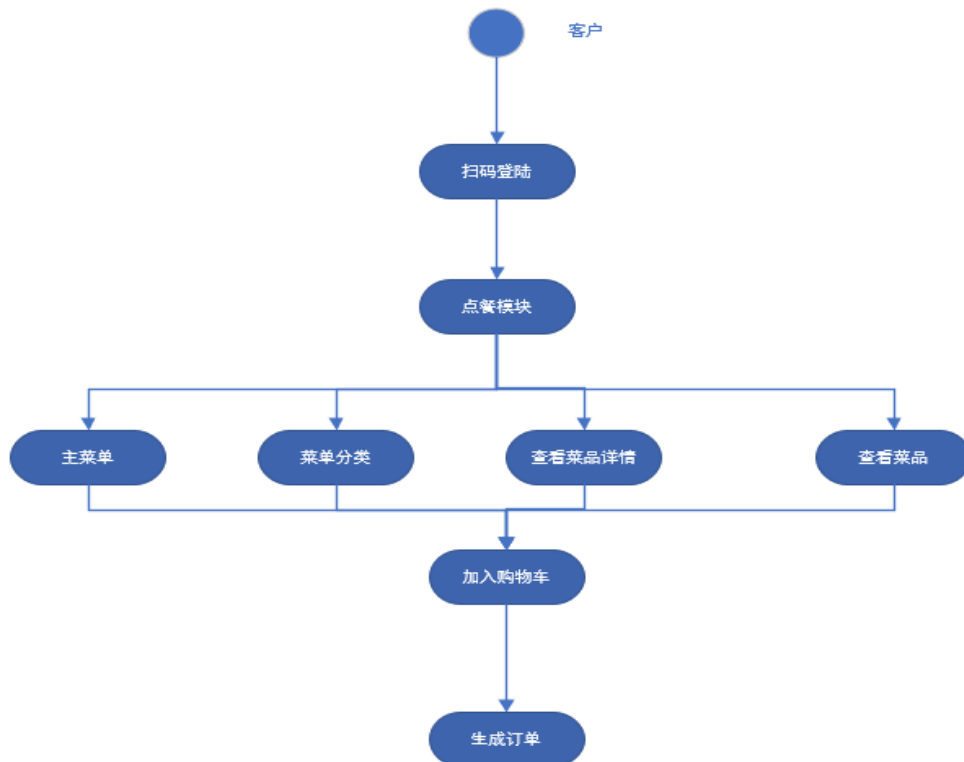 客户
扫码登陆
点餐模块
主菜单
菜单分类
查看菜品详情
查看菜品
加入购物车
生成订单